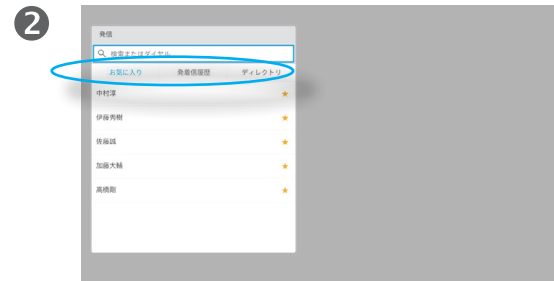 2
発信
検索またはダイヤル
お気に入り 発着信履歴 ディレクトリ
中村淳
伊藤秀樹
佐藤誠
加藤大輔
高橋剛